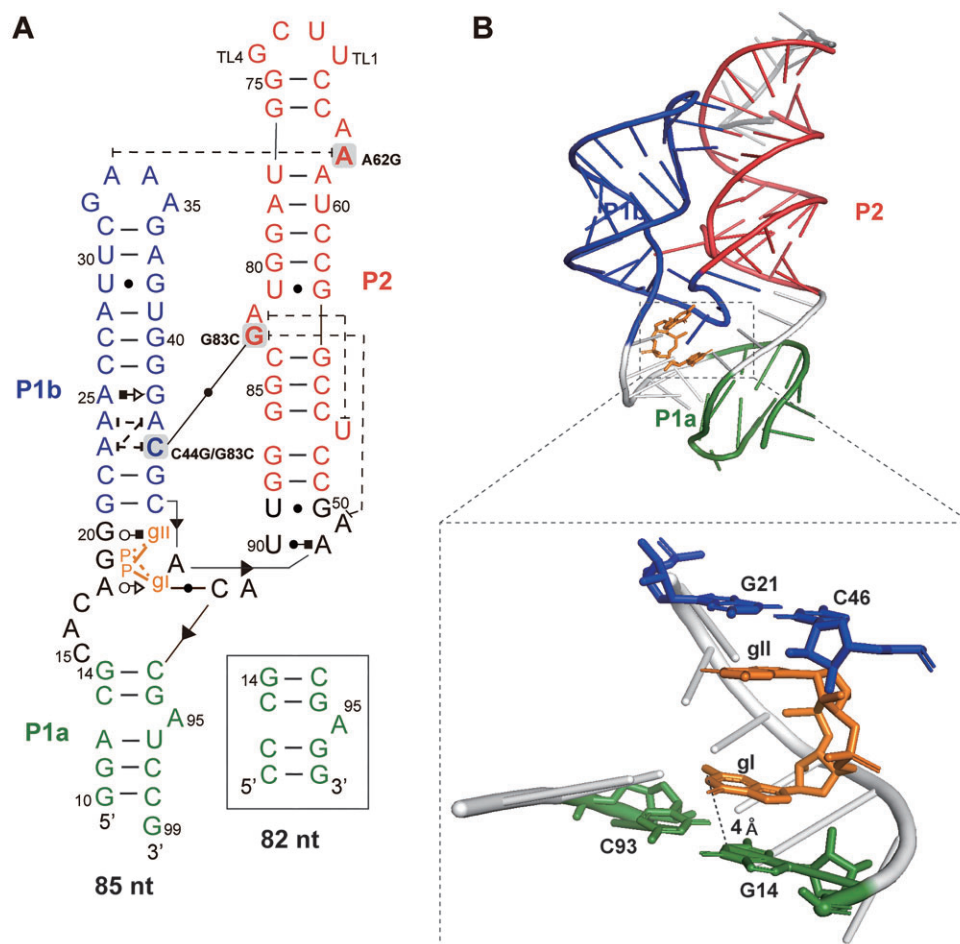 A
B
C U
TL4 G U TL1
75 G C
G C
A
A A62G
A A U A
G A 35 A U 60
C G G C
30 U A P1b P2
80 G C
U G P2
U G U G
A U
A G
C G 40
G83C G
C G C G
P1b
25 A G 85 G C
A A G C
U
A C C44G/G83C
G C
C G G C
G C U G 50
A
20 G gII
90 U A
G P A
P gI C A
A
C
A
15 C
14 G C
C G
A 95
P1a
A U
G C
10 G C
5’ G 99
3’
85 nt
14 G C
C G
A 95
C G
C G
5’ 3’
82 nt
P1a
G21
C46
gII
gI
4 Å
C93
G14